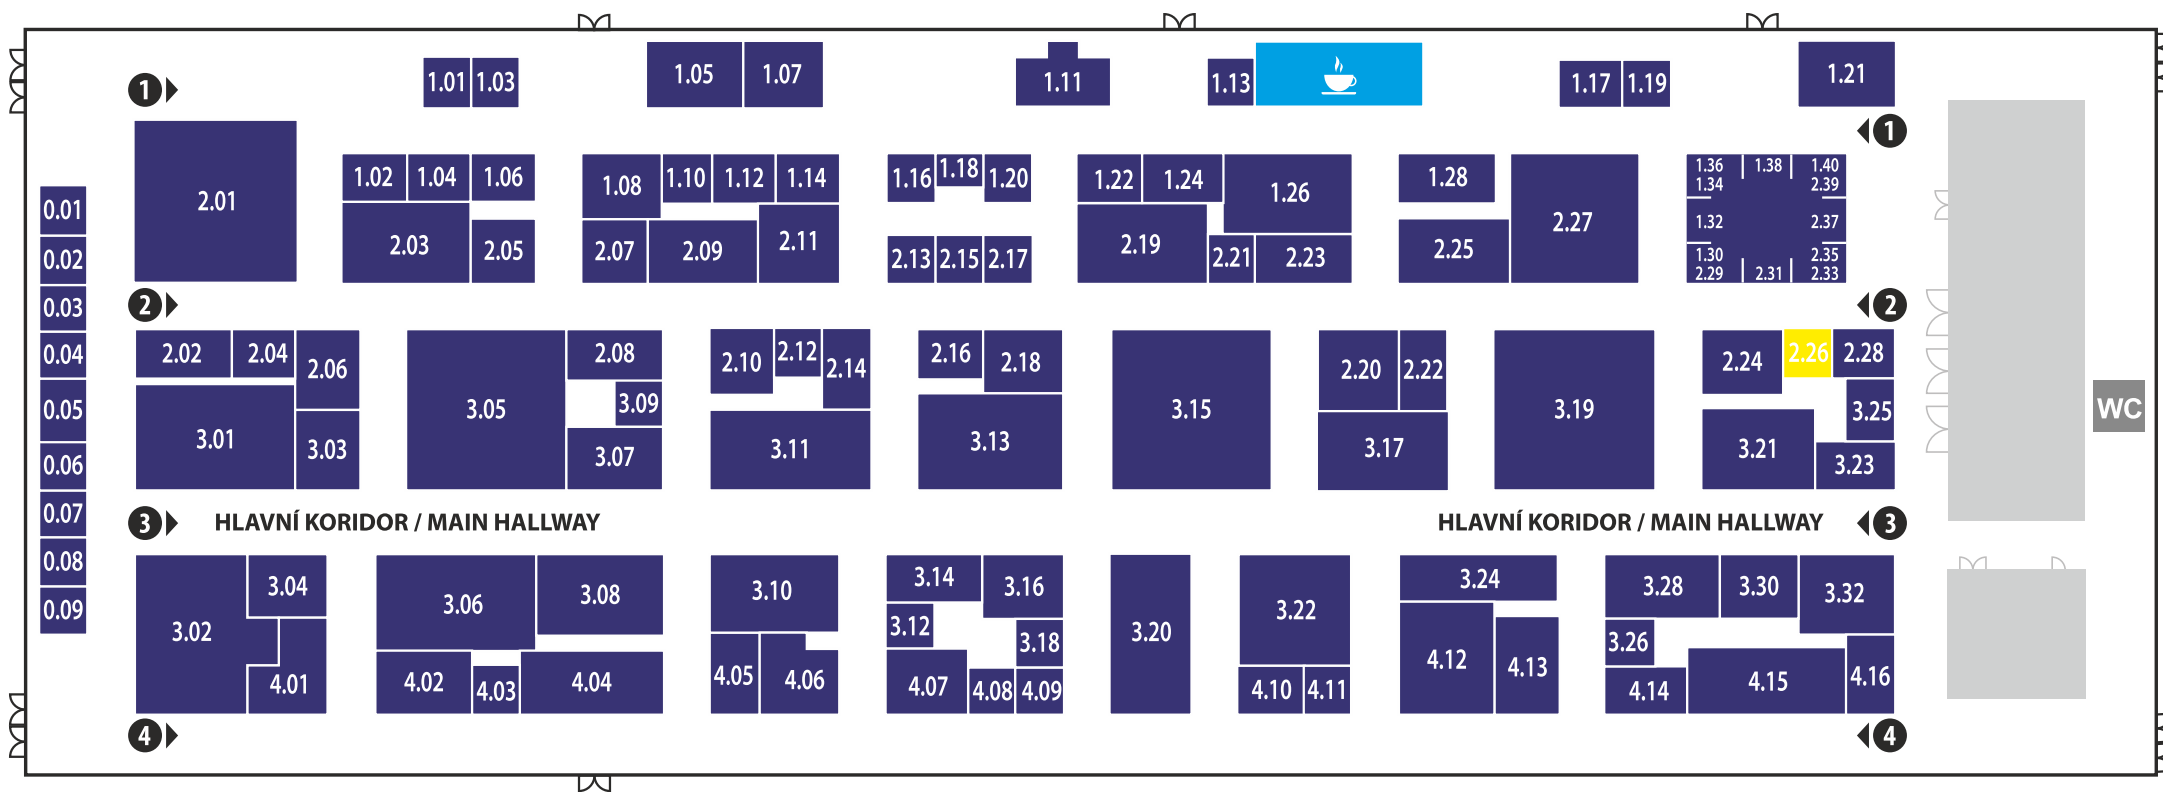 1.01 1.03 1.05 1.07 1.11 1.13 1.17 1.19 1.21
1
1
2.01 1.02 1.04 1.06 1.08 1.10 1.12 1.14 1.16 1.18 1.20 1.22 1.24 1.26 1.28 2.27
1.36 1.38 1.40
1.34 2.39
1.32 2.37
1.30 2.35
2.29 2.31 2.33
2.03 2.05 2.07 2.09 2.11 2.13 2.15 2.17 2.19 2.21 2.23 2.25
0.01
0.02
0.03
0.04
0.05
0.06
0.07
0.08
0.09
2
2
2.02 2.04 2.06 2.08 2.10 2.12 2.14 2.16 2.18 2.20 2.22 2.24 2.26 2.28
3.01 3.03 3.05 3.09 3.07 3.11 3.13 3.15 3.17 3.19 3.21 3.25 3.23
WC
3 HLAVNÍ KORIDOR / MAIN HALLWAY
HLAVNÍ KORIDOR / MAIN HALLWAY 3
3.02 3.04 3.06 3.08 3.10 3.14 3.16 3.12 3.18 3.20 3.22 3.24 3.28 3.30 3.32 3.26
4.01 4.02 4.03 4.04 4.05 4.06 4.07 4.08 4.09 4.10 4.11 4.12 4.13 4.14 4.15 4.16
4
4